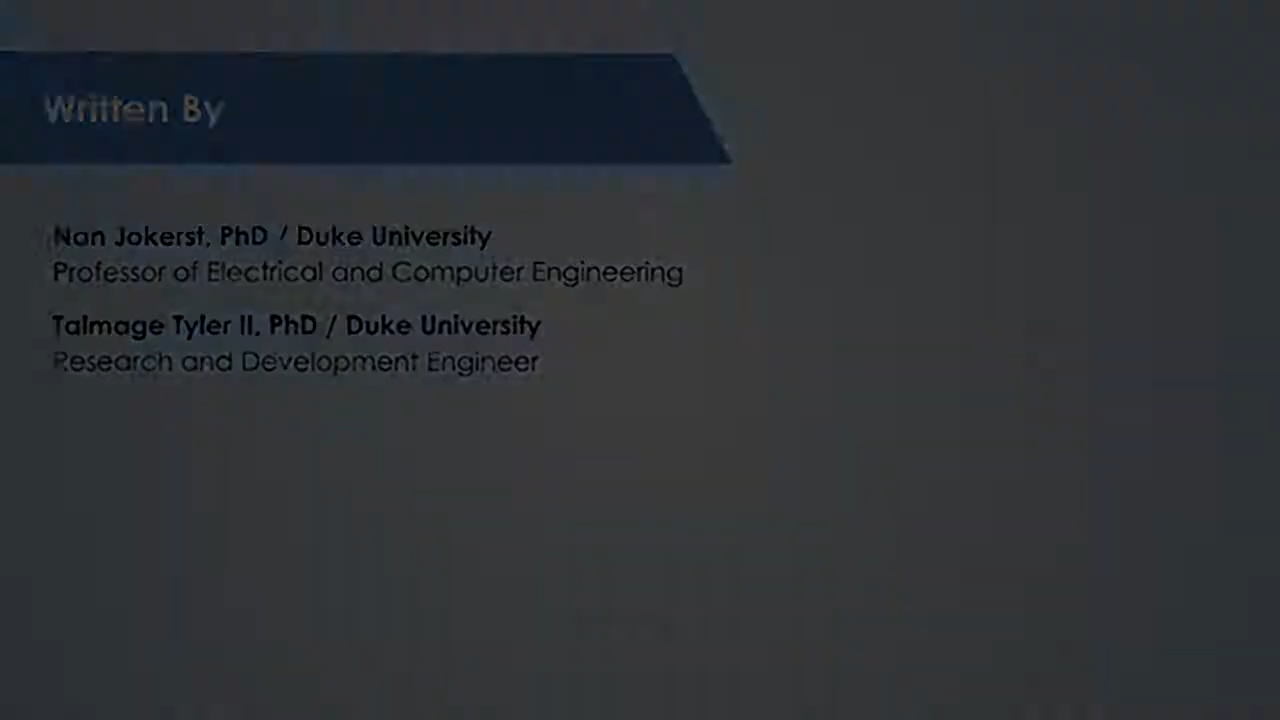 Written By
Nan Jokerst, PhD / Duke University
Professor of Electrical and Computer Engineering
Talmage Tyler II, PhD / Duke University
Research and Development Engineer